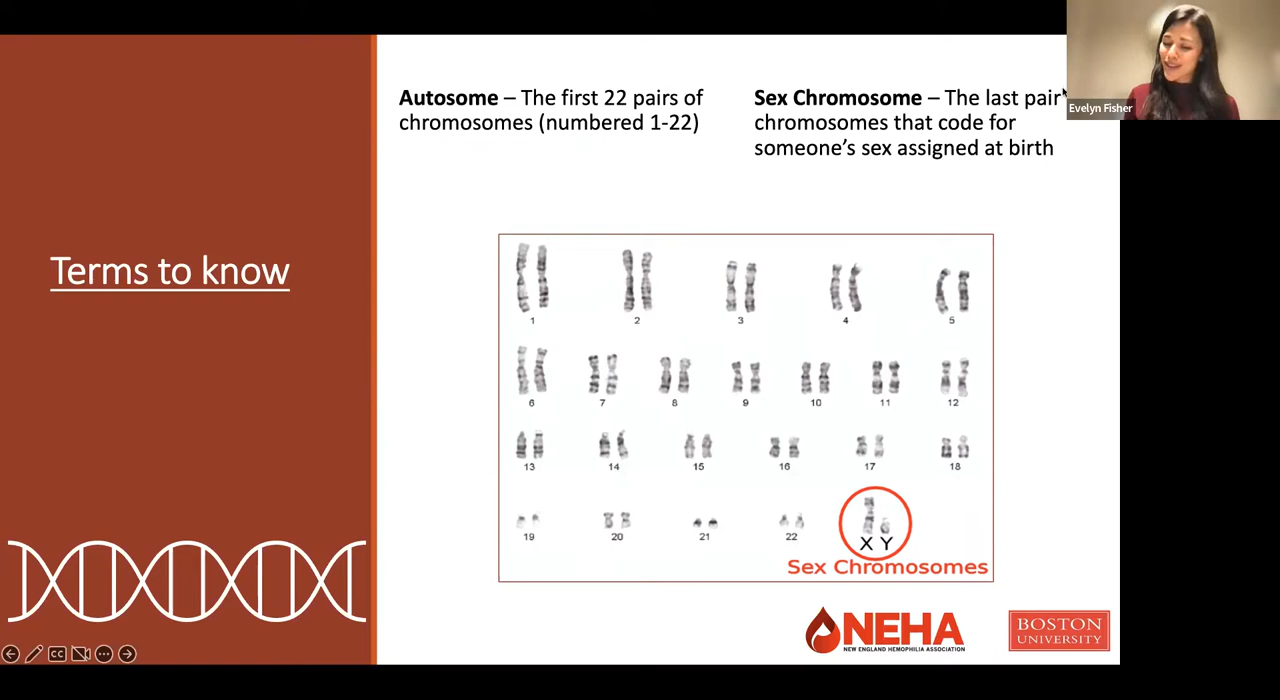 Evelyn Fisher
Autosome – The first 22 pairs of
chromosomes (numbered 1-22)
Sex Chromosome – The last pair
chromosomes that code for
someone's sex assigned at birth
Terms to know
1 2 3 4 5
6 7 8 9 10 11 12
13 14 15 16 17 18
19 20 21 22 X Y
Sex Chromosomes
CC
NEHA
NEW ENGLAND HEMOPHILIA ASSOCIATION
BOSTON
UNIVERSITY